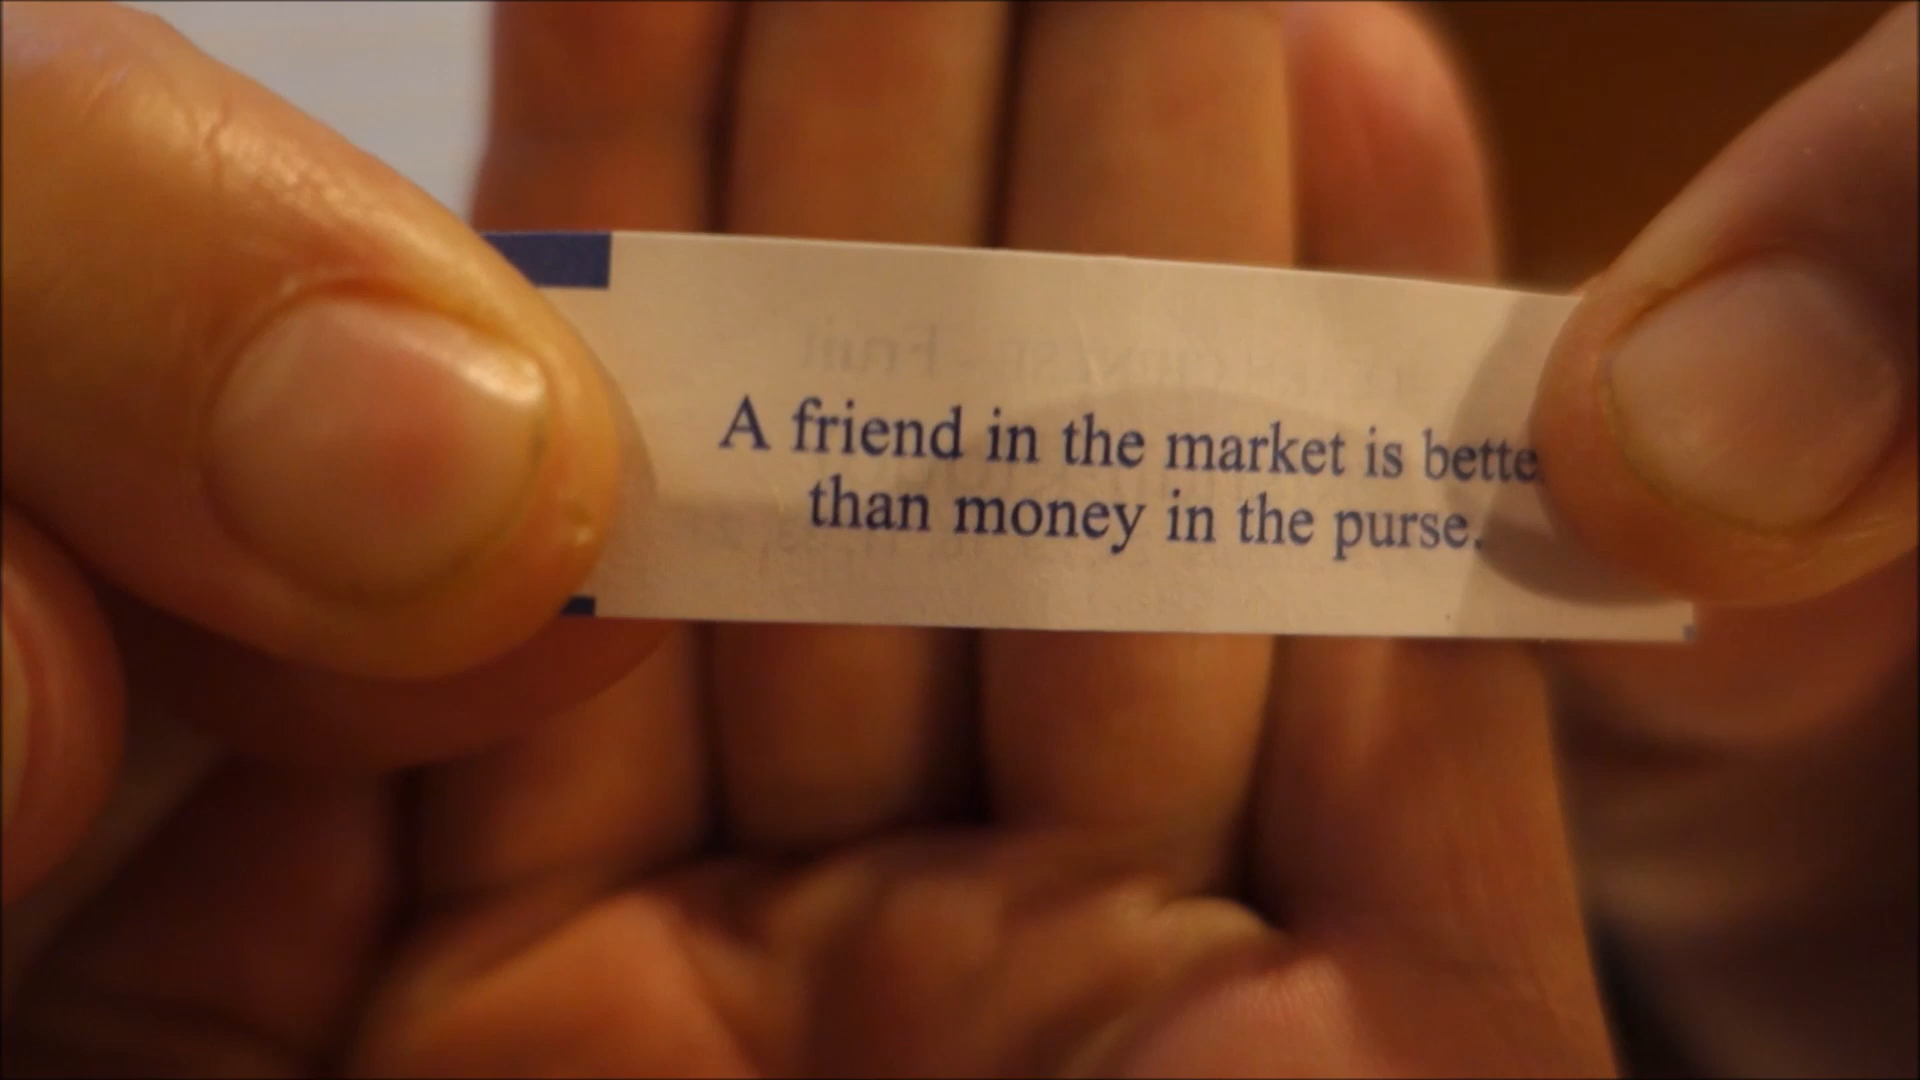 A friend in the market is bette
than money in the purse.